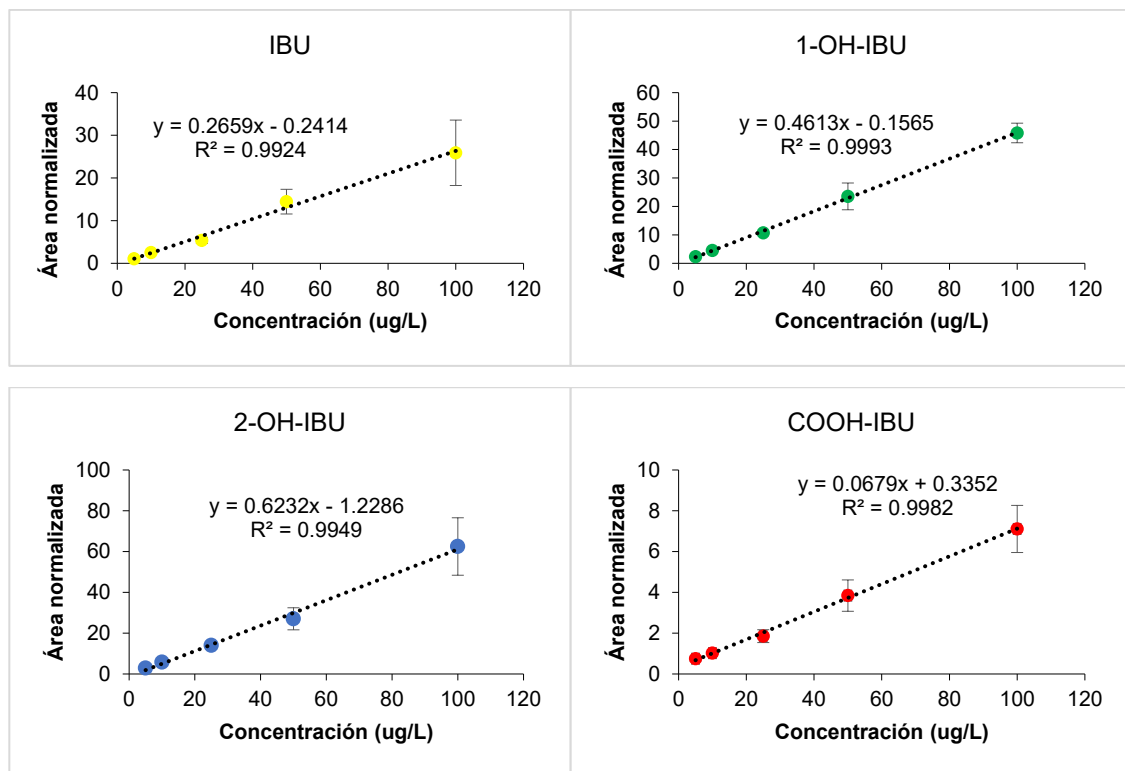 IBU
y = 0.2659x - 0.2414
R² = 0.9924
Área normalizada
40
30
20
10
0
0 20 40 60 80 100 120
Concentración (ug/L)
1-OH-IBU
y = 0.4613x - 0.1565
R² = 0.9993
Área normalizada
60
50
40
30
20
10
0
0 20 40 60 80 100 120
Concentración (ug/L)
2-OH-IBU
y = 0.6232x - 1.2286
R² = 0.9949
Área normalizada
100
80
60
40
20
0
0 20 40 60 80 100 120
Concentración (ug/L)
COOH-IBU
y = 0.0679x + 0.3352
R² = 0.9982
Área normalizada
10
8
6
4
2
0
0 20 40 60 80 100 120
Concentración (ug/L)